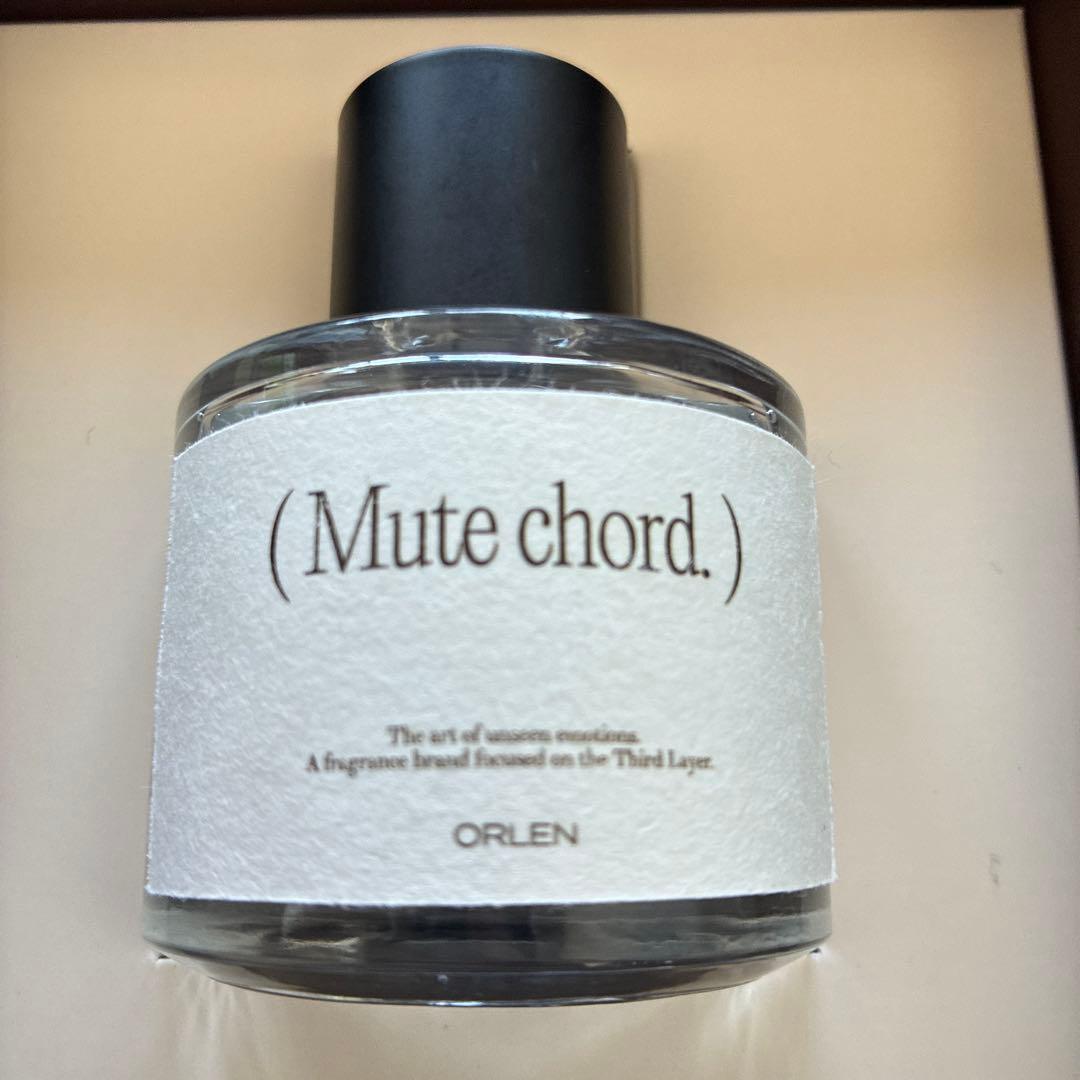 ( Mute chord. )
The art of unseen emotions.
A fragrance brand focused on the Third Layer.
ORLEN